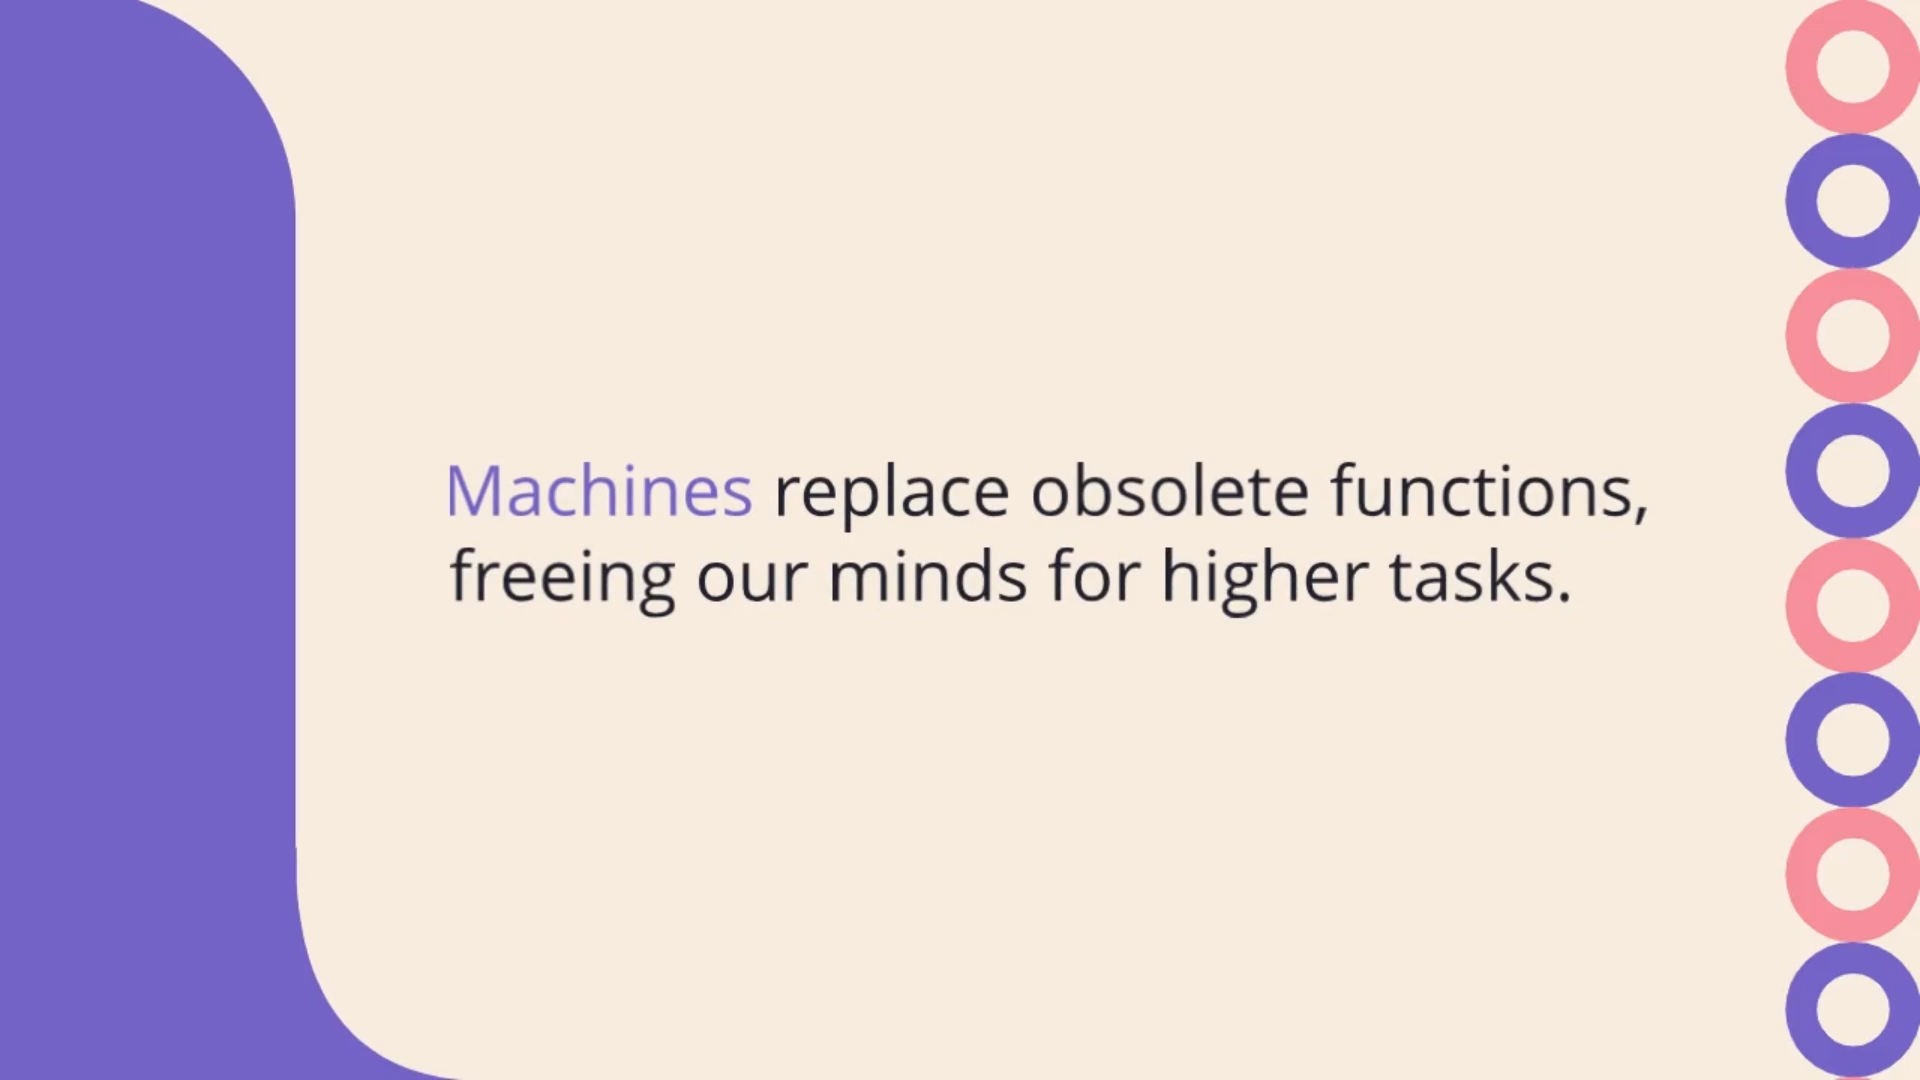 Machines replace obsolete functions,
freeing our minds for higher tasks.